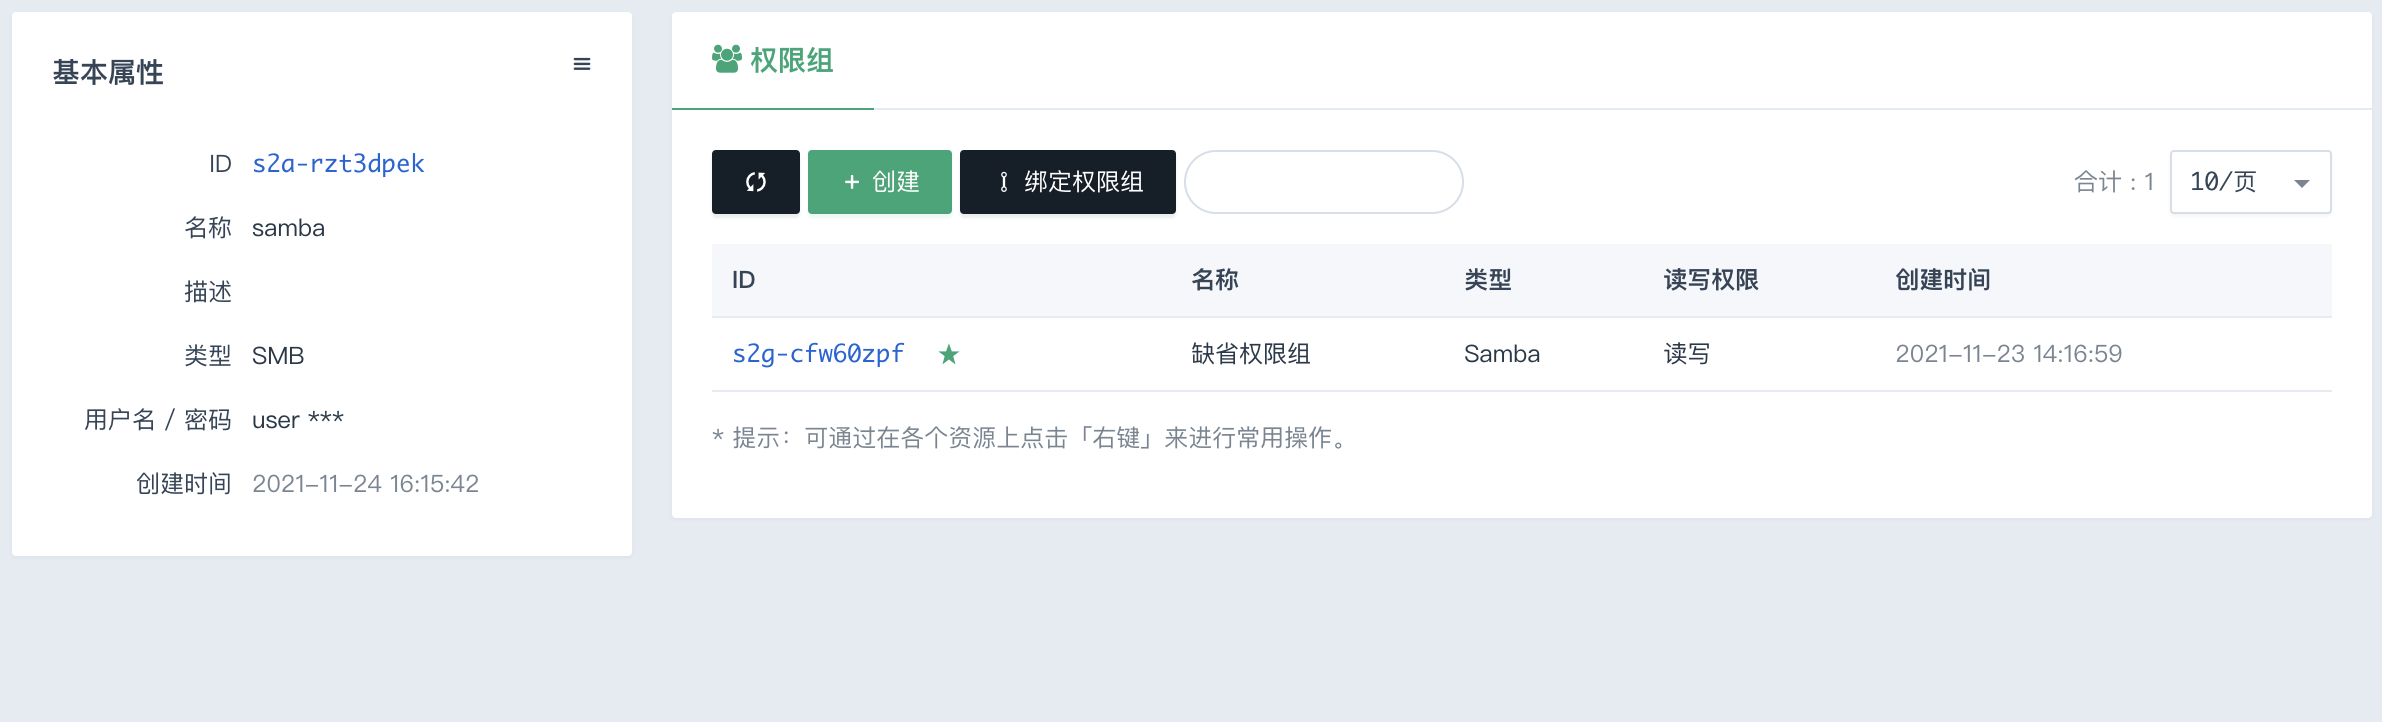 基本属性
ID s2a-rzt3dpek
名称 samba
描述
类型 SMB
用户名 / 密码 user ***
创建时间 2021-11-24 16:15:42
权限组
+ 创建 绑定权限组 合计 : 1 10/页
ID 名称 类型 读写权限 创建时间
s2g-cfw60zpf 缺省权限组 Samba 读写 2021-11-23 14:16:59
* 提示：可通过在各个资源上点击「右键」来进行常用操作。